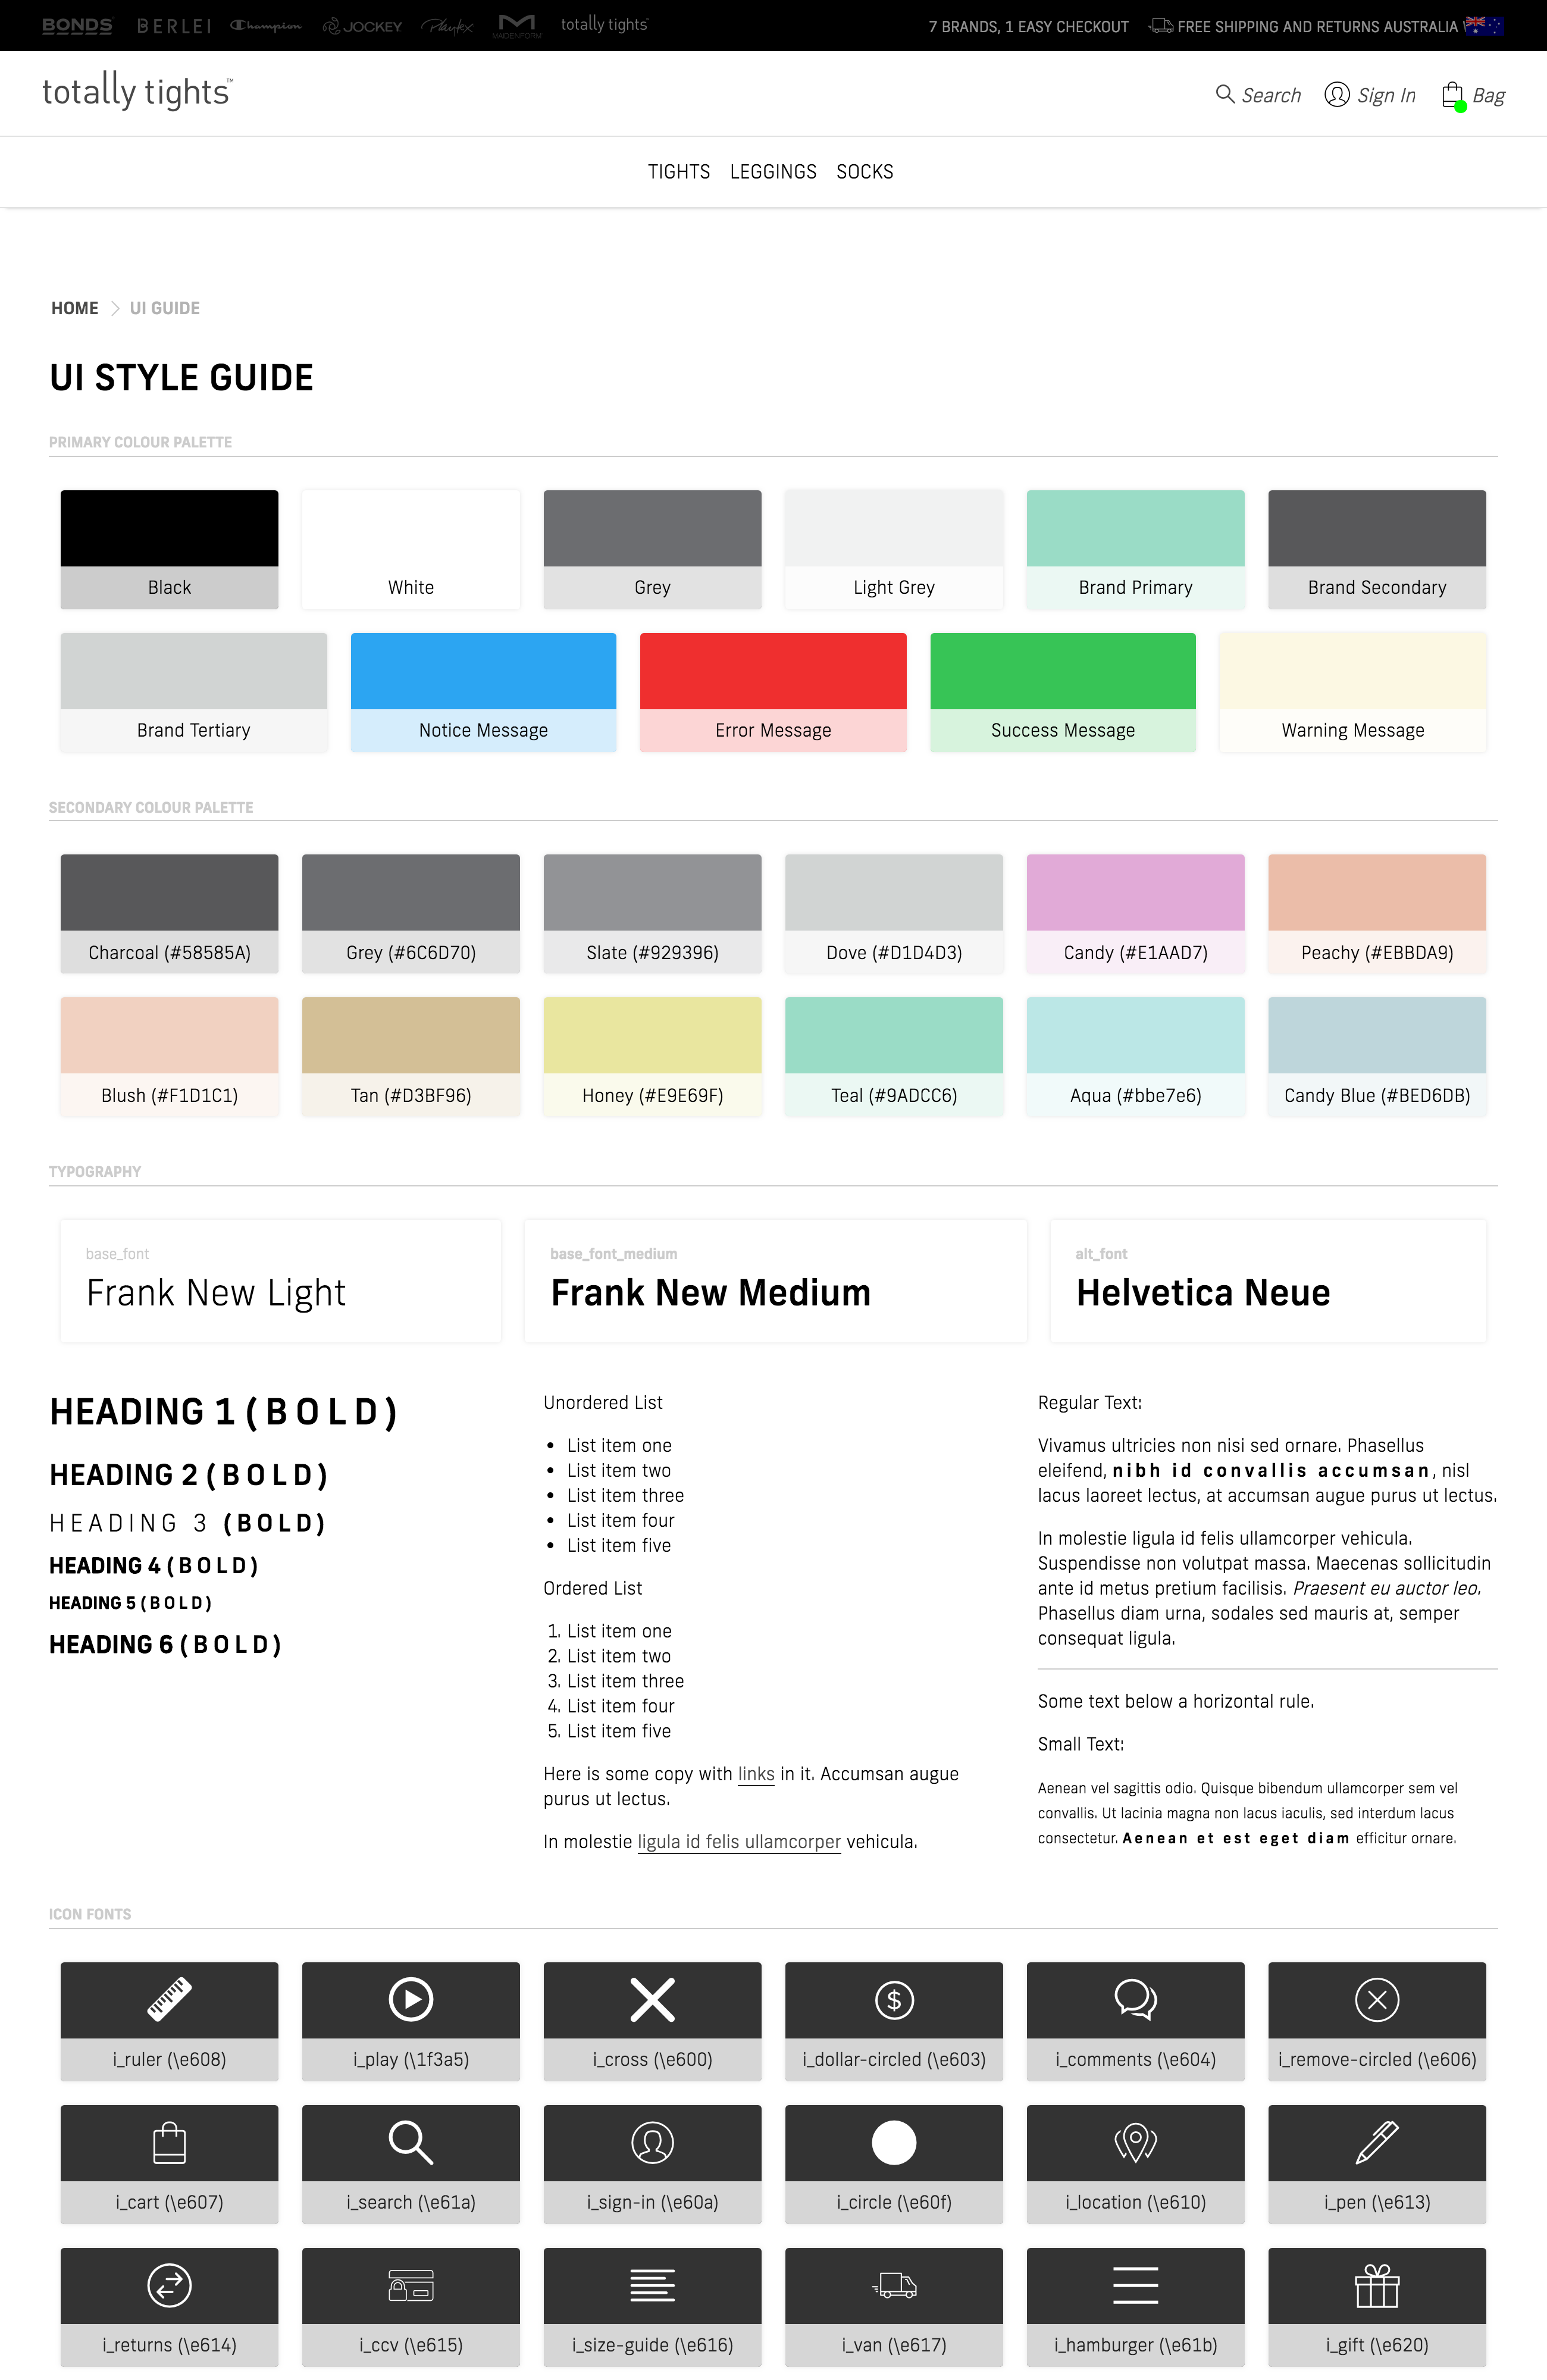 BONDS BERLEI Champion JOCKEY Playtex MAIDENFORM totally tights™ 7 BRANDS, 1 EASY CHECKOUT FREE SHIPPING AND RETURNS AUSTRALIA
totally tights™ Search Sign In Bag
TIGHTS LEGGINGS SOCKS
HOME UI GUIDE
UI STYLE GUIDE
PRIMARY COLOUR PALETTE
Black White Grey Light Grey Brand Primary Brand Secondary
Brand Tertiary Notice Message Error Message Success Message Warning Message
SECONDARY COLOUR PALETTE
Charcoal (#58585A) Grey (#6C6D70) Slate (#929396) Dove (#D1D4D3) Candy (#E1AAD7) Peachy (#EBBDA9)
Blush (#F1D1C1) Tan (#D3BF96) Honey (#E9E69F) Teal (#9ADCC6) Aqua (#bbe7e6) Candy Blue (#BED6DB)
TYPOGRAPHY
base_font
Frank New Light
base_font_medium
Frank New Medium
alt_font
Helvetica Neue
HEADING 1 (BOLD)
HEADING 2 (BOLD)
HEADING 3 (BOLD)
HEADING 4 (BOLD)
HEADING 5 (BOLD)
HEADING 6 (BOLD)
Unordered List
• List item one
• List item two
• List item three
• List item four
• List item five
Ordered List
1. List item one
2. List item two
3. List item three
4. List item four
5. List item five
Here is some copy with links in it. Accumsan augue
purus ut lectus.
In molestie ligula id felis ullamcorper vehicula.
Regular Text:
Vivamus ultricies non nisi sed ornare. Phasellus
eleifend, nibh id convallis accumsan, nisl
lacus laoreet lectus, at accumsan augue purus ut lectus.
In molestie ligula id felis ullamcorper vehicula.
Suspendisse non volutpat massa. Maecenas sollicitudin
ante id metus pretium facilisis. Praesent eu auctor leo.
Phasellus diam urna, sodales sed mauris at, semper
consequat ligula.
Some text below a horizontal rule.
Small Text:
Aenean vel sagittis odio. Quisque bibendum ullamcorper sem vel
convallis. Ut lacinia magna non lacus iaculis, sed interdum lacus
consectetur. Aenean et est eget diam efficitur ornare.
ICON FONTS
i_ruler (\e608) i_play (\1f3a5) i_cross (\e600) i_dollar-circled (\e603) i_comments (\e604) i_remove-circled (\e606)
i_cart (\e607) i_search (\e61a) i_sign-in (\e60a) i_circle (\e60f) i_location (\e610) i_pen (\e613)
i_returns (\e614) i_ccv (\e615) i_size-guide (\e616) i_van (\e617) i_hamburger (\e61b) i_gift (\e620)